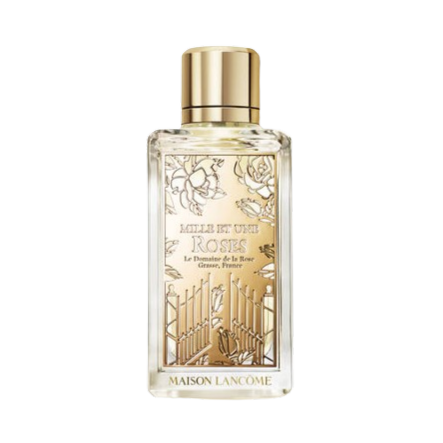 MILLE ET UNE
ROSES
Le Domaine de la Rose
Grasse, France
MAISON LANCÔME